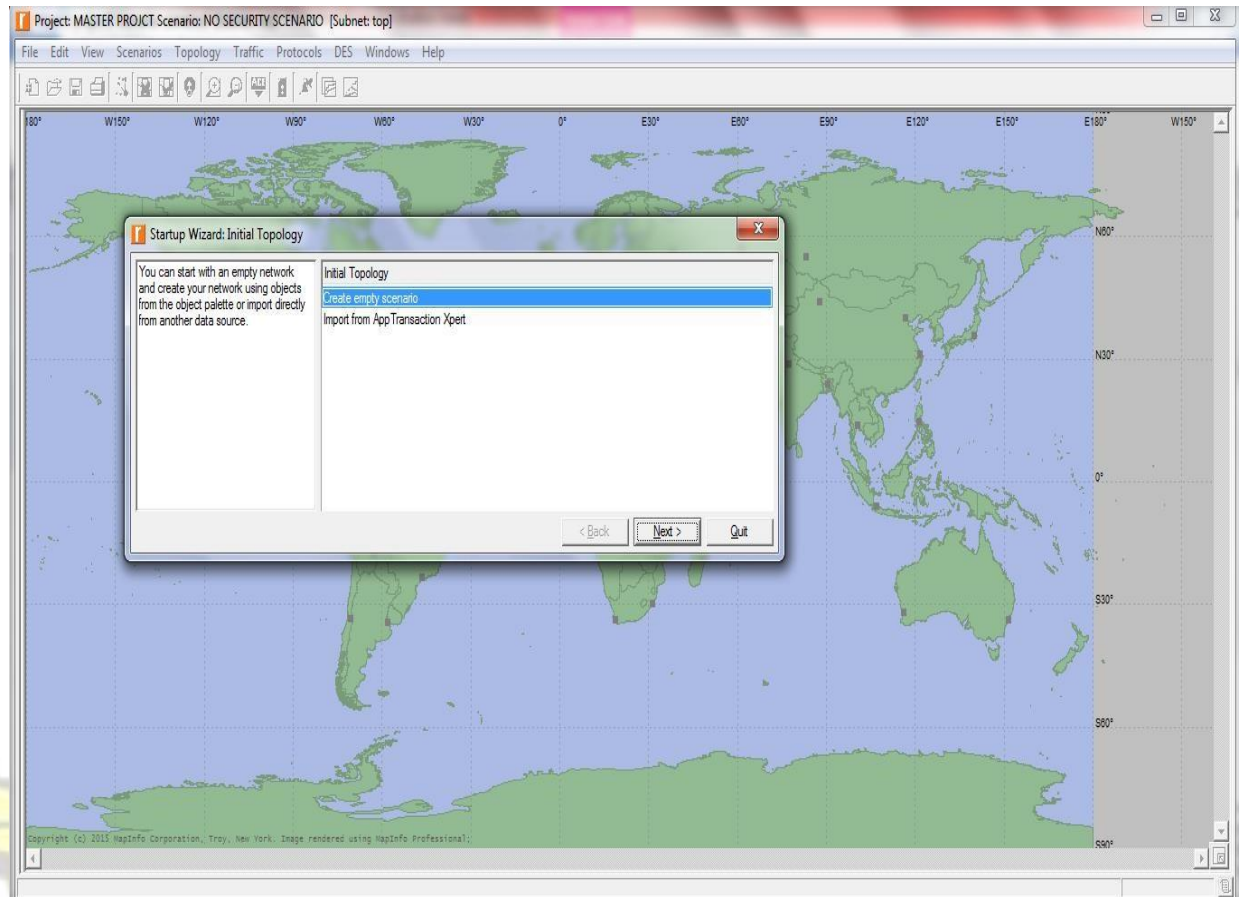 Project: MASTER PROJCT Scenario: NO SECURITY SCENARIO [Subnet: top]
File Edit View Scenarios Topology Traffic Protocols DES Windows Help
180° W150° W120° W90° W60° W30° 0° E30° E60° E90° E120° E150° E180° W150°
N60°
Startup Wizard: Initial Topology
You can start with an empty network
and create your network using objects
from the object palette or import directly
from another data source.
Initial Topology
Create empty scenario
Import from AppTransaction Xpert
N30°
0°
< Back Next > Quit
S30°
S60°
Copyright (c) 2015 MapInfo Corporation, Troy, New York. Image rendered using MapInfo Professional;
S90°